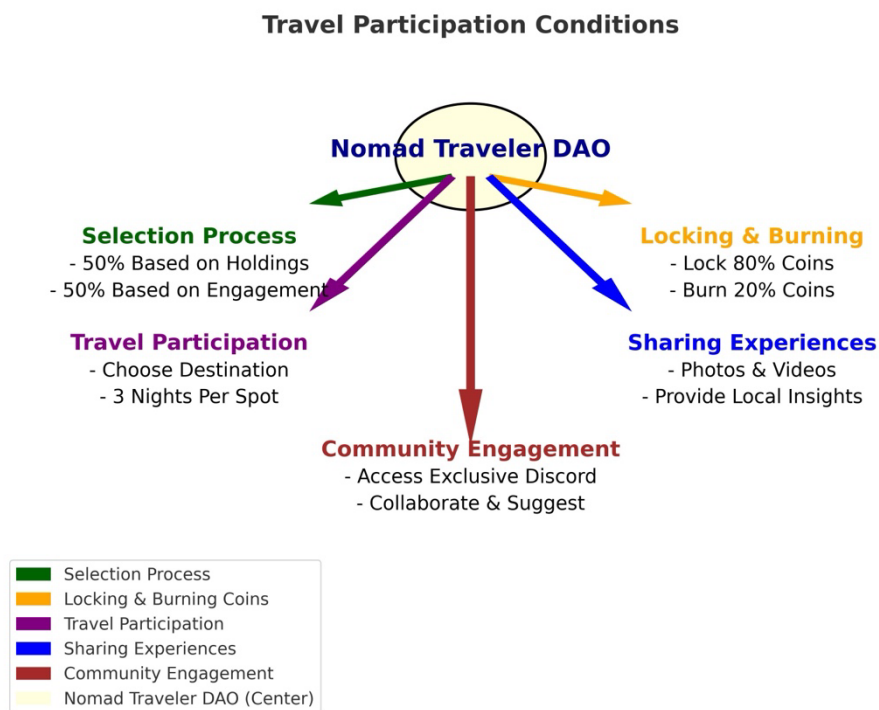 Travel Participation Conditions
Nomad Traveler DAO
Selection Process
- 50% Based on Holdings
- 50% Based on Engagement
Locking & Burning
- Lock 80% Coins
- Burn 20% Coins
Travel Participation
- Choose Destination
- 3 Nights Per Spot
Sharing Experiences
- Photos & Videos
- Provide Local Insights
Community Engagement
- Access Exclusive Discord
- Collaborate & Suggest
Selection Process
Locking & Burning Coins
Travel Participation
Sharing Experiences
Community Engagement
Nomad Traveler DAO (Center)